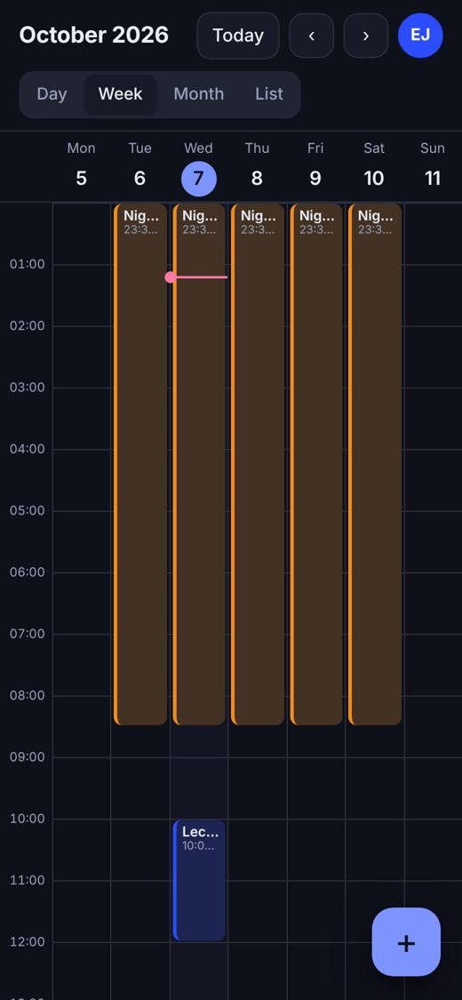 October 2026
Today
‹
›
EJ
Day
Week
Month
List
Mon
Tue
Wed
Thu
Fri
Sat
Sun
5
6
7
8
9
10
11
Nig...
Nig...
Nig...
Nig...
Nig...
23:3...
23:3...
23:3...
23:3...
23:3...
01:00
02:00
03:00
04:00
05:00
06:00
07:00
08:00
09:00
10:00
Lec...
10:0...
11:00
12:00
+